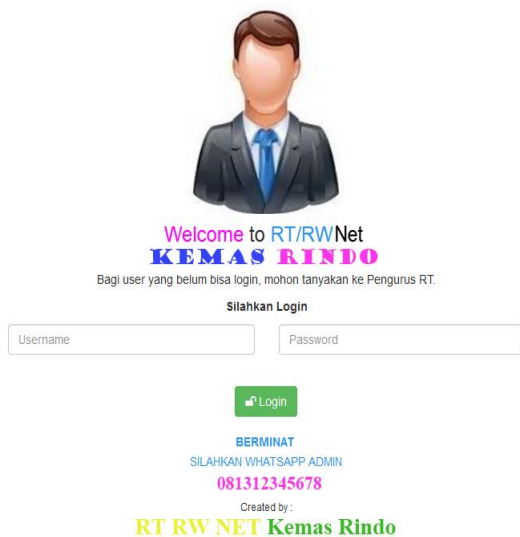 Welcome to RT/RWNet
KEMAS RINDO
Bagi user yang belum bisa login, mohon tanyakan ke Pengurus RT.
Silahkan Login
Username Password
Login
BERMINAT
SILAHKAN WHATSAPP ADMIN
081312345678
Created by :
RT RW NET Kemas Rindo